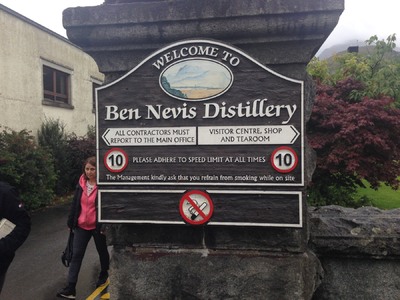 WELCOME TO
Ben Nevis Distillery
ALL CONTRACTORS MUST
REPORT TO THE MAIN OFFICE
VISITOR CENTRE, SHOP
AND TEAROOM
10 PLEASE ADHERE TO SPEED LIMIT AT ALL TIMES 10
The Management kindly ask that you refrain from smoking while on site